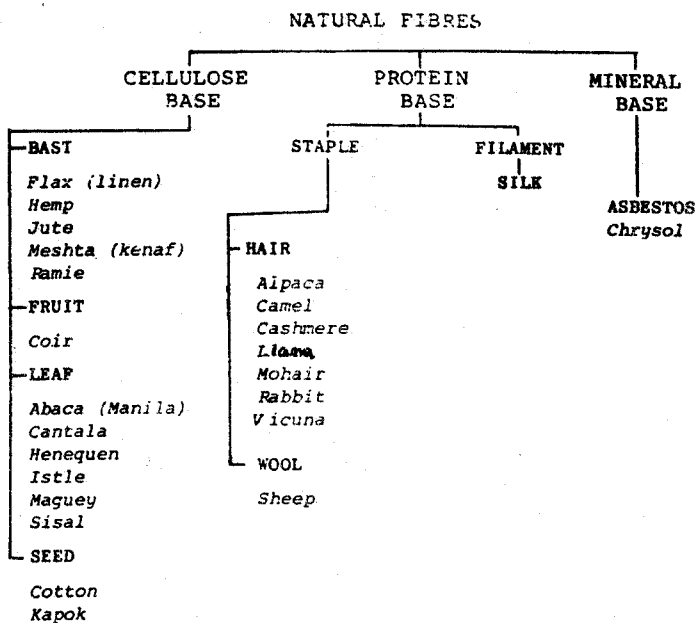 NATURAL FIBRES
CELLULOSE
BASE
BAST
Flax (linen)
Hemp
Jute
Meshta (kenaf)
Ramie
FRUIT
Coir
LEAF
Abaca (Manila)
Cantala
Henequen
Istle
Maguey
Sisal
SEED
Cotton
Kapok
PROTEIN
BASE
STAPLE
HAIR
Alpaca
Camel
Cashmere
Llama
Mohair
Rabbit
Vicuna
WOOL
Sheep
FILAMENT
SILK
MINERAL
BASE
ASBESTOS
Chrysol